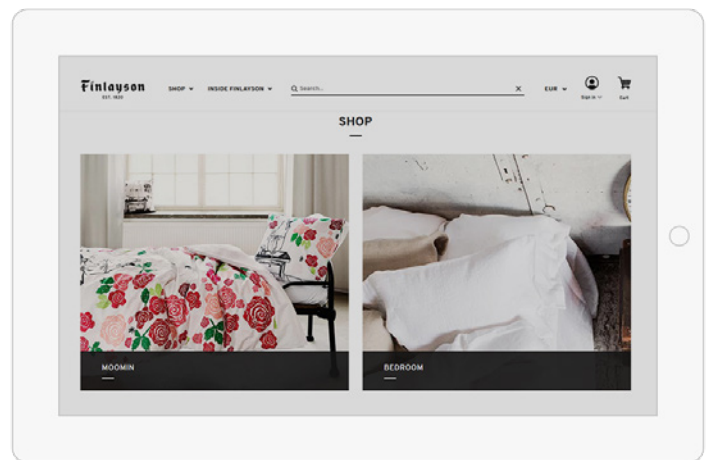 Finlayson
EST. 1820
SHOP
INSIDE FINLAYSON
Search...
EUR
Sign in
Cart
SHOP
MOOMIN
BEDROOM